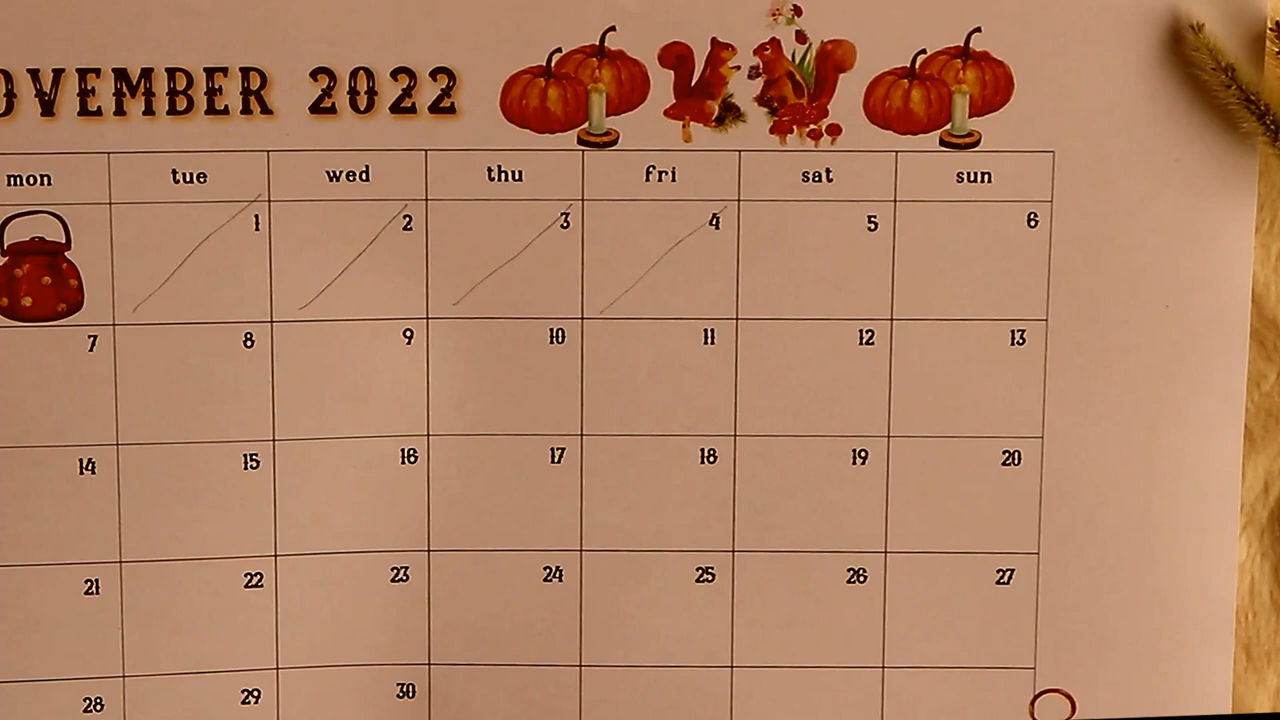 OVEMBER 2022
mon tue wed thu fri sat sun
1 2 3 4 5 6
7 8 9 10 11 12 13
14 15 16 17 18 19 20
21 22 23 24 25 26 27
28 29 30